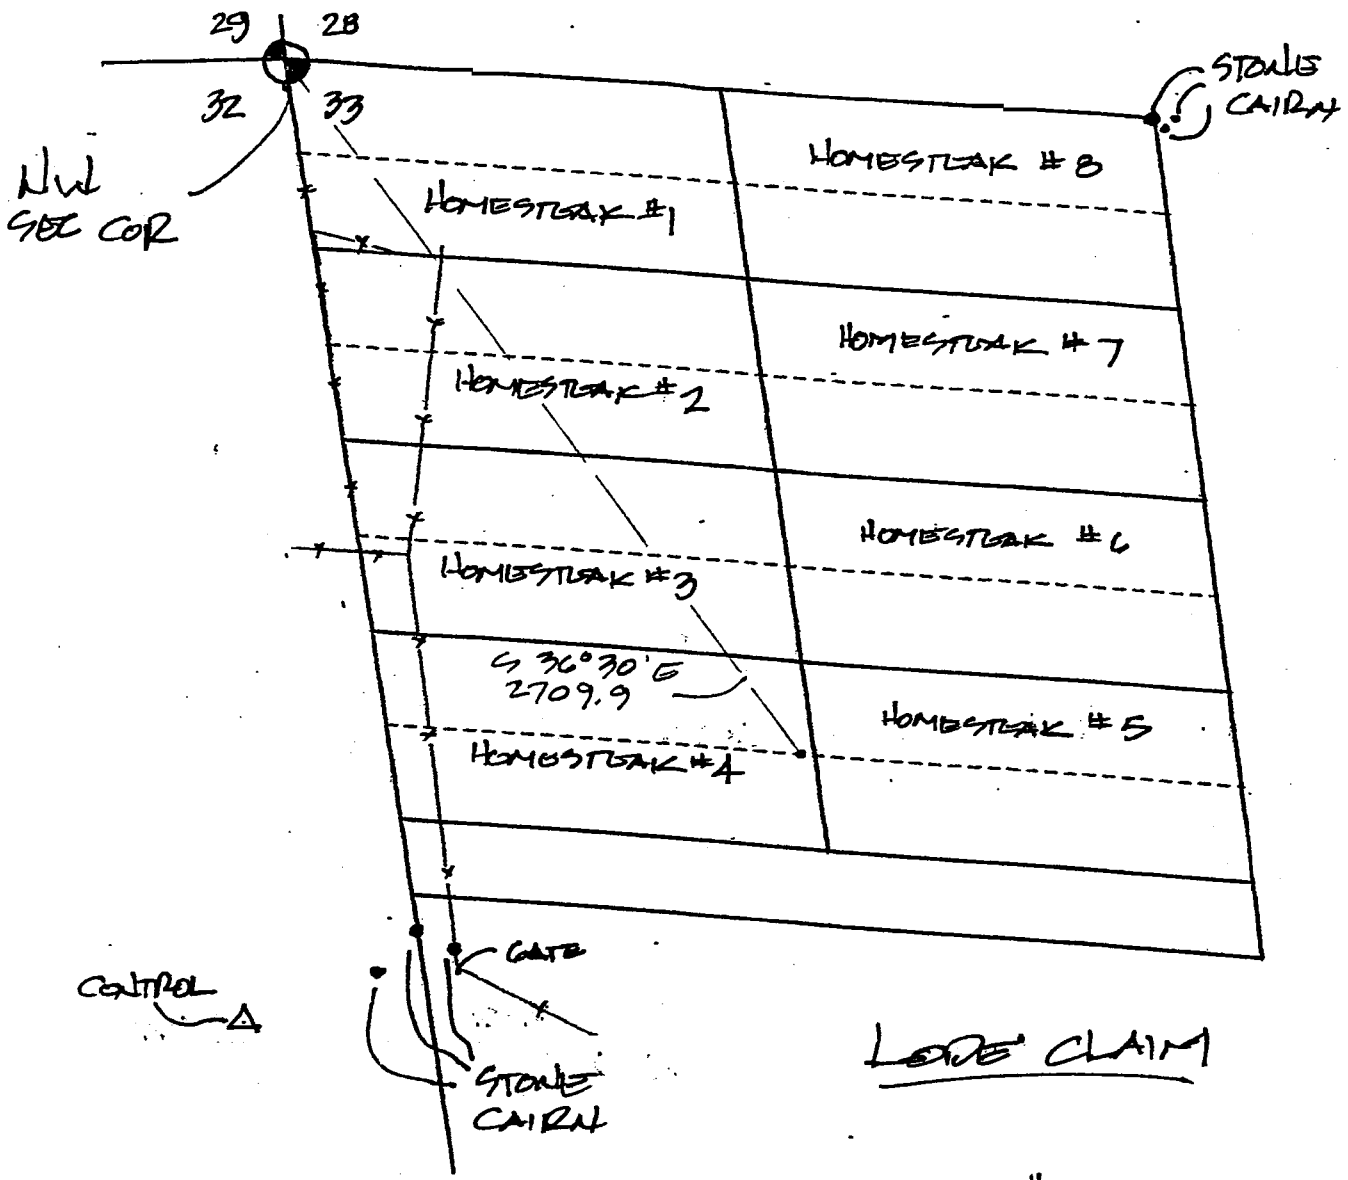 29 28
32 33
NW
SEC COR
STONE
CAIRN
HOMESTEAK #1
HOMESTEAK #8
HOMESTEAK #2
HOMESTEAK #7
HOMESTEAK #3
HOMESTEAK #6
S 36°30'E
2709.9
HOMESTEAK #4
HOMESTEAK #5
GATE
CONTROL
STONE
CAIRN
LODE CLAIM